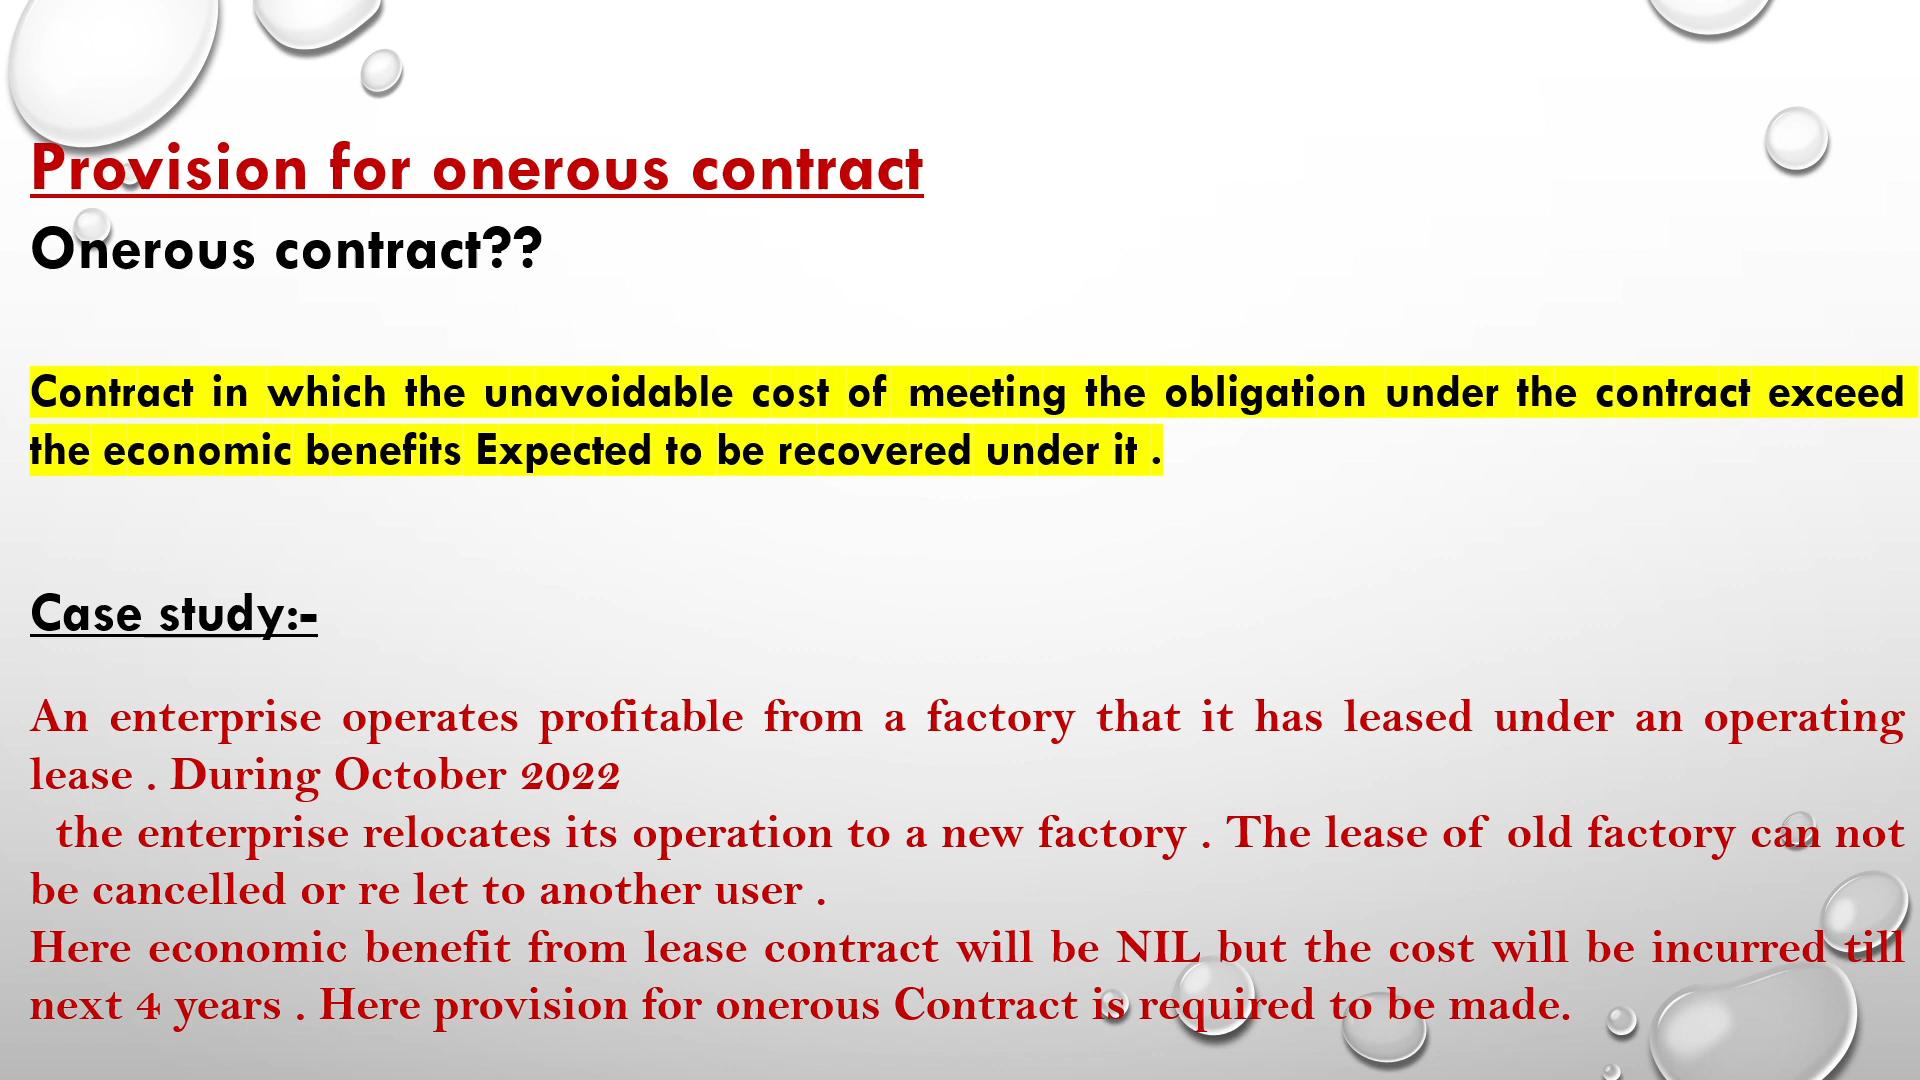 Provision for onerous contract
Onerous contract??
Contract in which the unavoidable cost of meeting the obligation under the contract exceed
the economic benefits Expected to be recovered under it .
Case study:-
An enterprise operates profitable from a factory that it has leased under an operating
lease . During October 2022
the enterprise relocates its operation to a new factory . The lease of old factory can not
be cancelled or re let to another user .
Here economic benefit from lease contract will be NIL but the cost will be incurred till
next 4 years . Here provision for onerous Contract is required to be made.